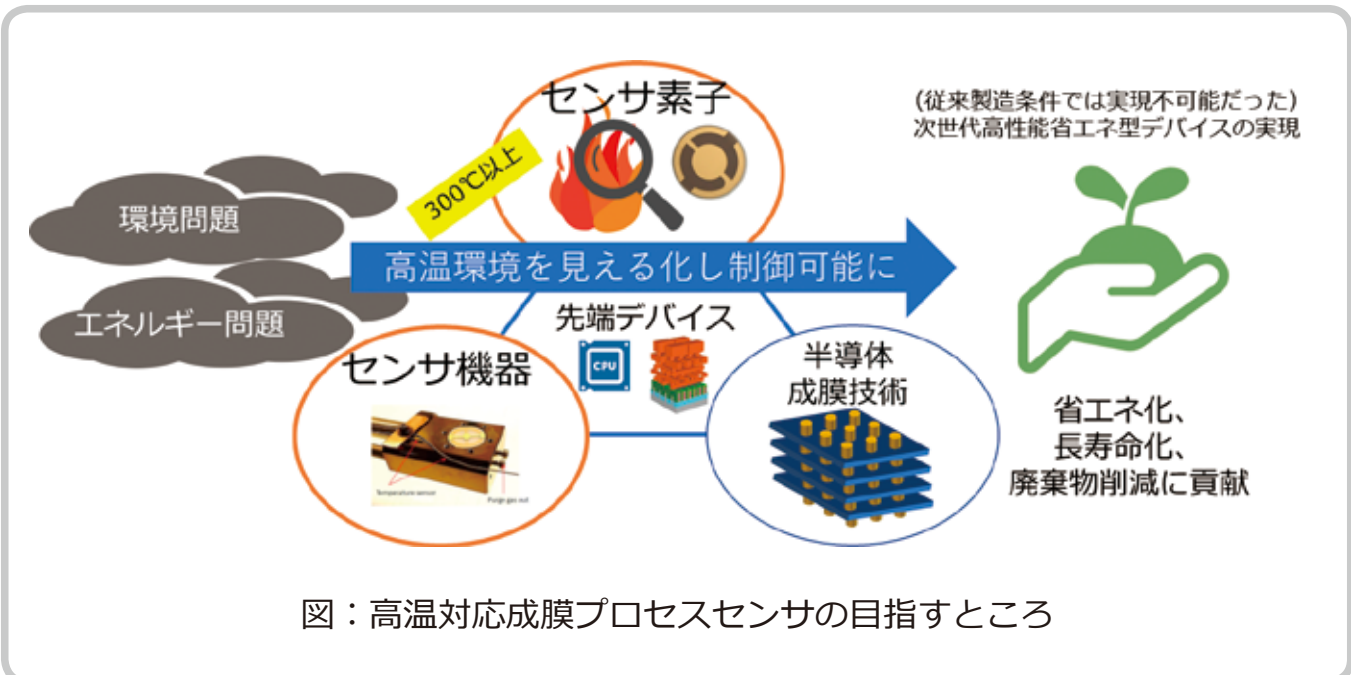 センサ素子
300℃以上
(従来製造条件では実現不可能だった)
次世代高性能省エネ型デバイスの実現
環境問題
エネルギー問題
高温環境を見える化し制御可能に
先端デバイス
CPU
センサ機器
Temperature sensor
Purge gas out
半導体
成膜技術
省エネ化、
長寿命化、
廃棄物削減に貢献
図：高温対応成膜プロセスセンサの目指すところ